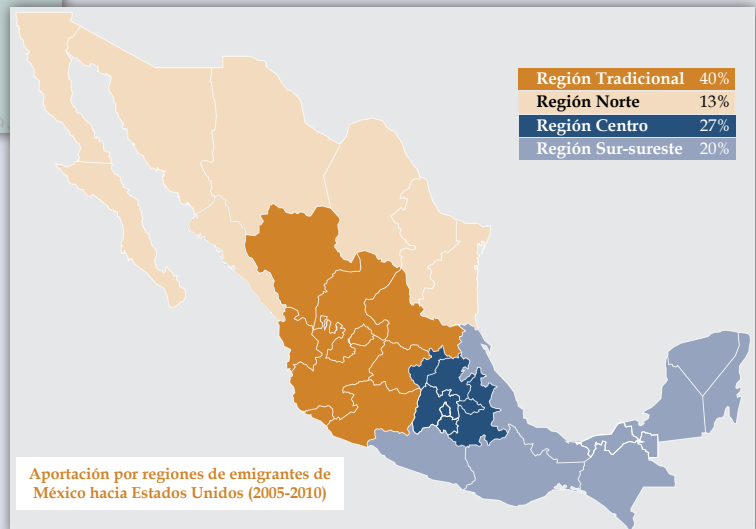 Región Tradicional 40%
Región Norte 13%
Región Centro 27%
Región Sur-sureste 20%
Aportación por regiones de emigrantes de
México hacia Estados Unidos (2005-2010)